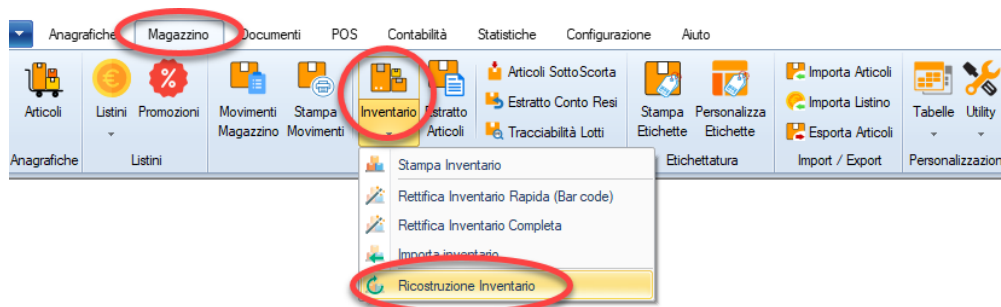 Anagrafiche Magazzino Documenti POS Contabilità Statistiche Configurazione Aiuto
Articoli
Listini
Promozioni
Movimenti
Magazzino
Stampa
Movimenti
Inventario
Estratto
Articoli
Articoli SottoScorta
Estratto Conto Resi
Tracciabilità Lotti
Stampa
Etichette
Personalizza
Etichette
Importa Articoli
Importa Listino
Esporta Articoli
Tabelle
Utility
Anagrafiche
Listini
Etichettatura
Import / Export
Personalizzazion
Stampa Inventario
Rettifica Inventario Rapida (Bar code)
Rettifica Inventario Completa
Importa inventario
Ricostruzione Inventario